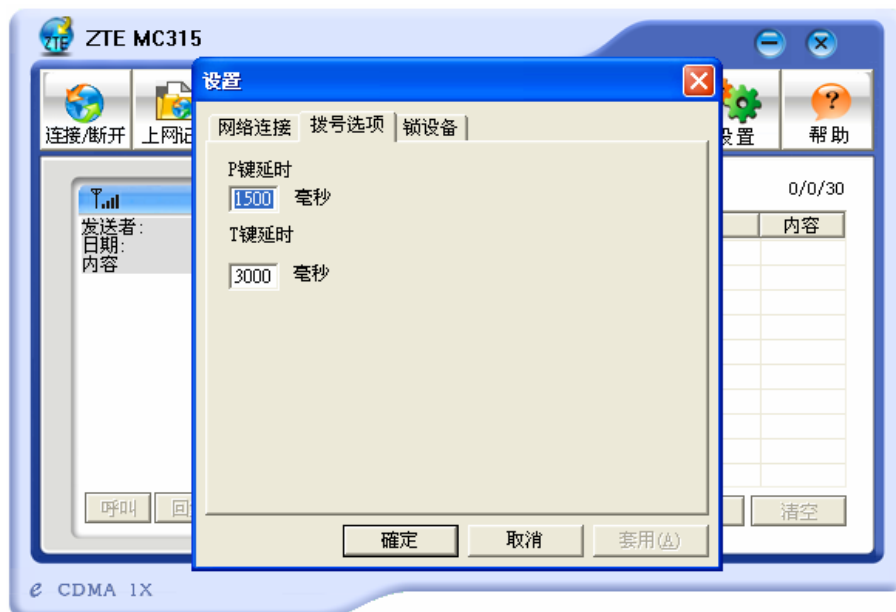 ZTE
ZTE MC315
连接/断开
上网记
设置
帮助
设置
网络连接
拨号选项
锁设备
P键延时
1500 毫秒
T键延时
3000 毫秒
0/0/30
发送者:
日期:
内容
内容
呼叫
回
清空
確定
取消
套用(A)
e CDMA 1X